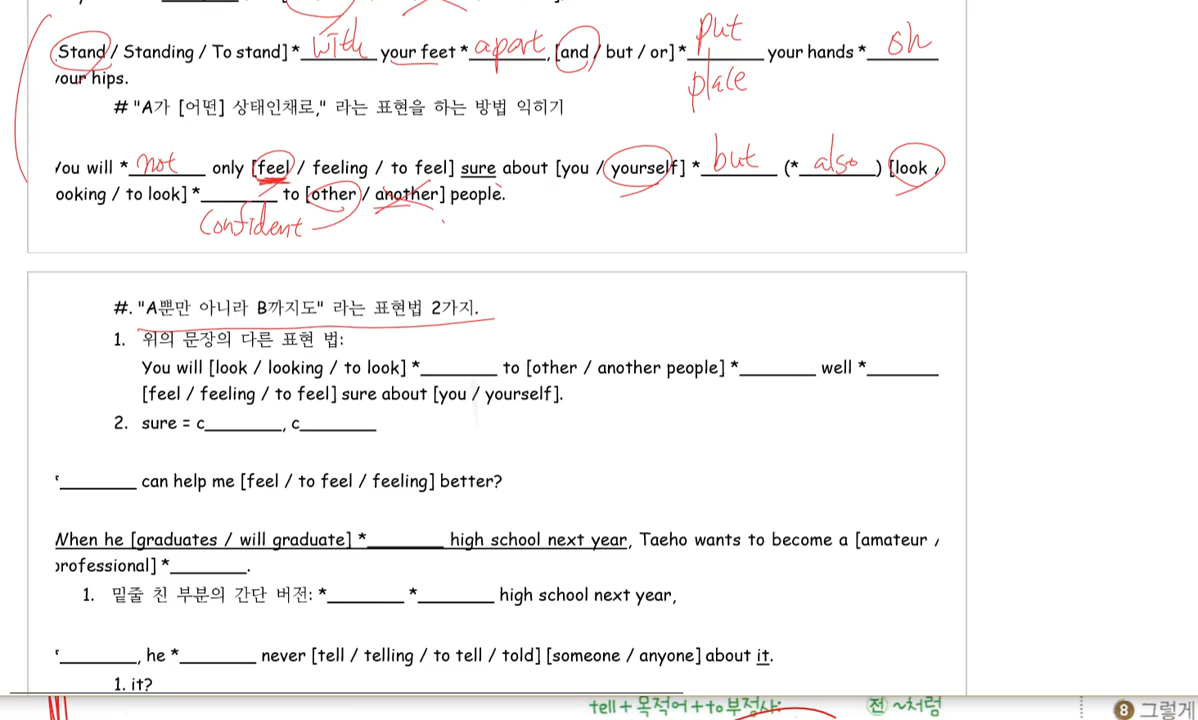 Stand / Standing / To stand] * with your feet * apart, [and / but / or] * put your hands * on
place
your hips.
# "A가 [어떤] 상태인채로," 라는 표현을 하는 방법 익히기
You will * not only [feel / feeling / to feel] sure about [you / yourself] * but (* also) [look /
ooking / to look] *________ to [other / another] people.
Confident
#. "A뿐만 아니라 B까지도" 라는 표현법 2가지.
1. 위의 문장의 다른 표현 법:
You will [look / looking / to look] *________ to [other / another people] *________ well *________
[feel / feeling / to feel] sure about [you / yourself].
2. sure = c________, c________
________ can help me [feel / to feel / feeling] better?
When he [graduates / will graduate] *________ high school next year, Taeho wants to become a [amateur /
professional] *________.
1. 밑줄 친 부분의 간단 버전: *________ *________ high school next year,
________, he *________ never [tell / telling / to tell / told] [someone / anyone] about it.
1. it?
tell + 목적어 + to부정사: 전 ~처럼 8 그렇게